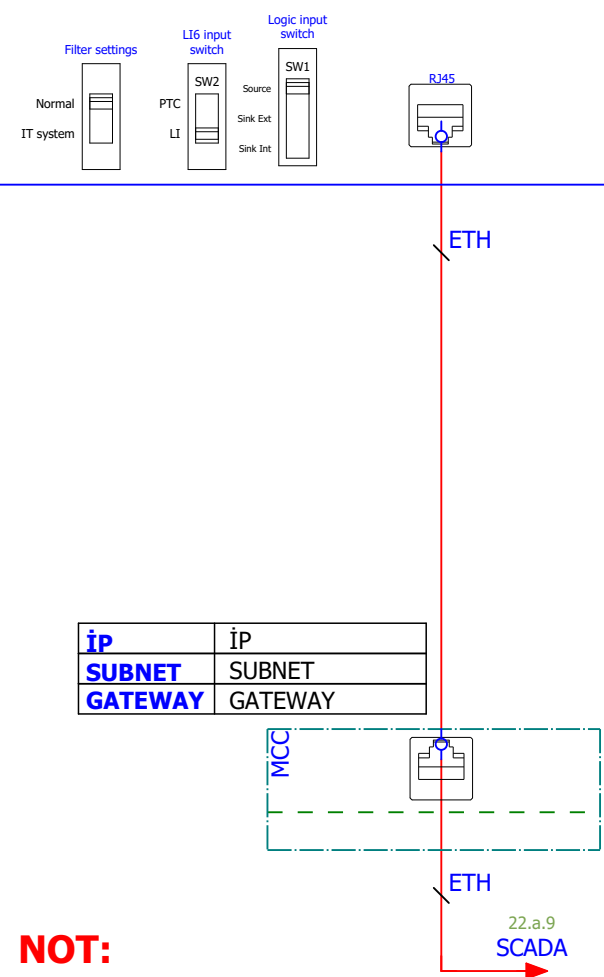 Filter settings
Normal
IT system
LI6 input
switch
SW2
PTC
LI
Logic input
switch
SW1
Source
Sink Ext
Sink Int
RJ45
ETH
İP İP
SUBNET SUBNET
GATEWAY GATEWAY
MCC
ETH
22.a.9
SCADA
NOT: